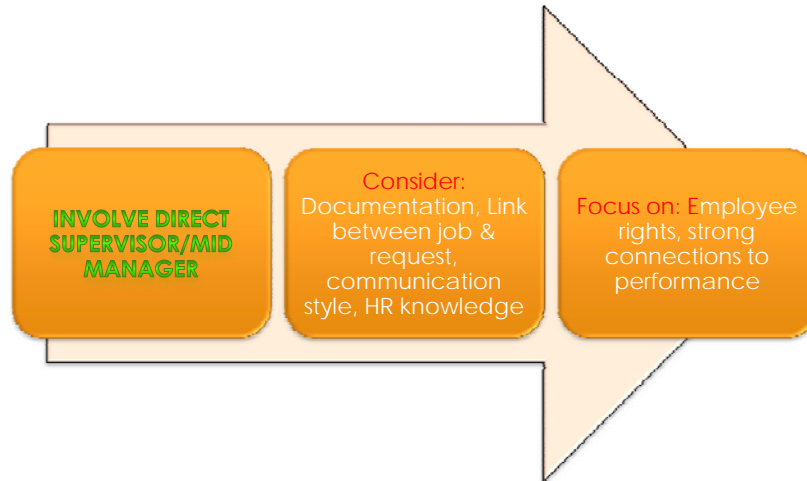 INVOLVE DIRECT
SUPERVISOR/MID
MANAGER
Consider:
Documentation, Link
between job &
request,
communication
style, HR knowledge
Focus on: Employee
rights, strong
connections to
performance